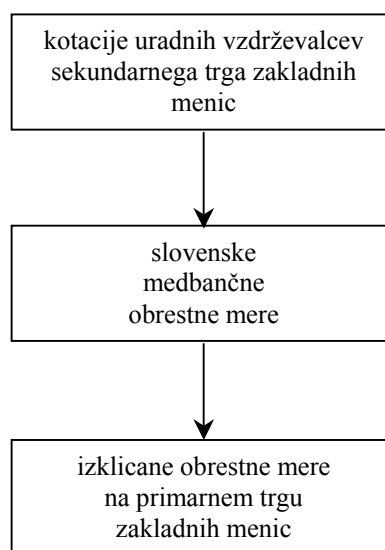 kotacije uradnih vzdrževalcev
sekundarnega trga zakladnih
menic
slovenske
medbančne
obrestne mere
izklicane obrestne mere
na primarnem trgu
zakladnih menic